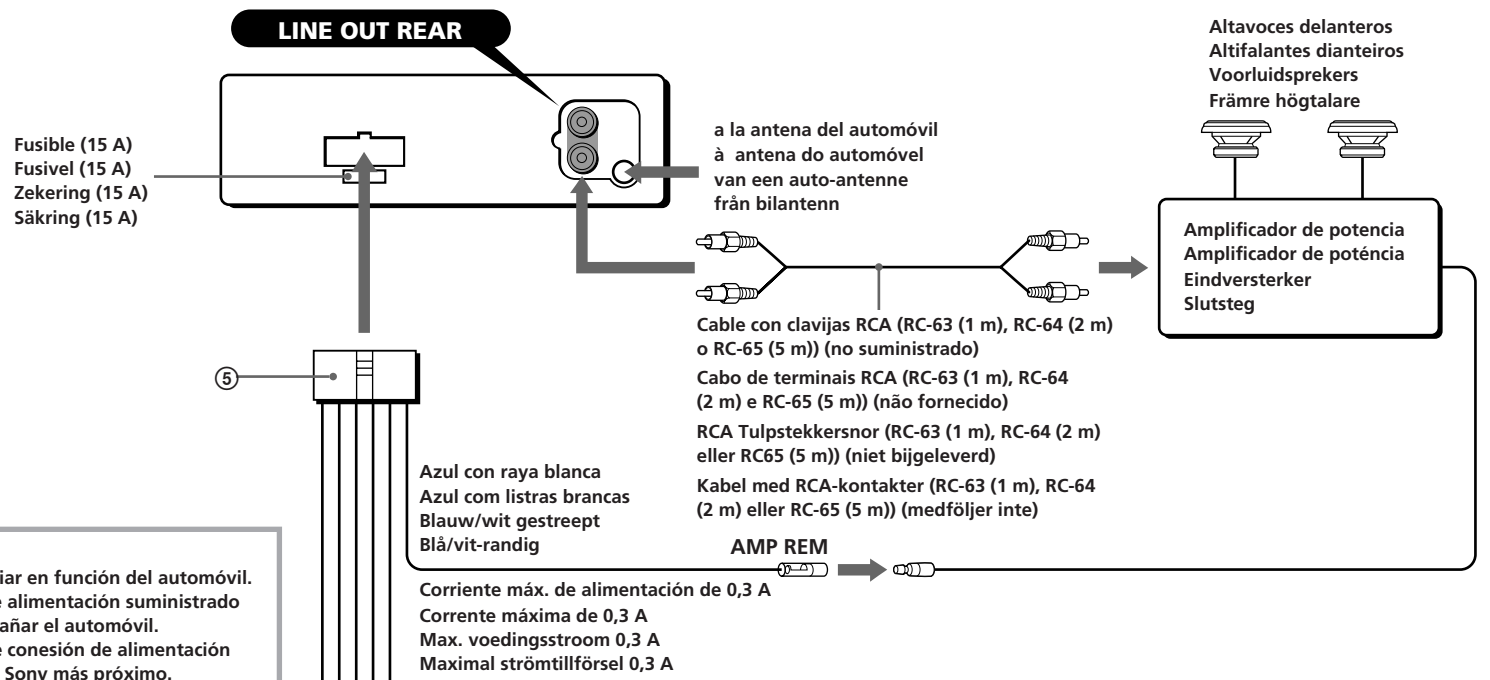 LINE OUT REAR
Altavoces delanteros
Altifalantes dianteiros
Voorluidsprekers
Främre högtalare
Fusible (15 A)
Fusivel (15 A)
Zekering (15 A)
Säkring (15 A)
a la antena del automóvil
à antena do automóvel
van een auto-antenne
från bilantenn
Amplificador de potencia
Amplificador de poténcia
Eindversterker
Slutsteg
Cable con clavijas RCA (RC-63 (1 m), RC-64 (2 m)
o RC-65 (5 m)) (no suministrado)
Cabo de terminais RCA (RC-63 (1 m), RC-64
(2 m) e RC-65 (5 m)) (não fornecido)
RCA Tulpstekkersnor (RC-63 (1 m), RC-64 (2 m)
eller RC65 (5 m)) (niet bijgeleverd)
Kabel med RCA-kontakter (RC-63 (1 m), RC-64
(2 m) eller RC-65 (5 m)) (medföljer inte)
⑤
Azul con raya blanca
Azul com listras brancas
Blauw/wit gestreept
Blå/vit-randig
AMP REM
Corriente máx. de alimentación de 0,3 A
Corrente máxima de 0,3 A
Max. voedingsstroom 0,3 A
Maximal strömtillförsel 0,3 A
iar en función del automóvil.
e alimentación suministrado
añar el automóvil.
e conesión de alimentación
Sony más próximo.